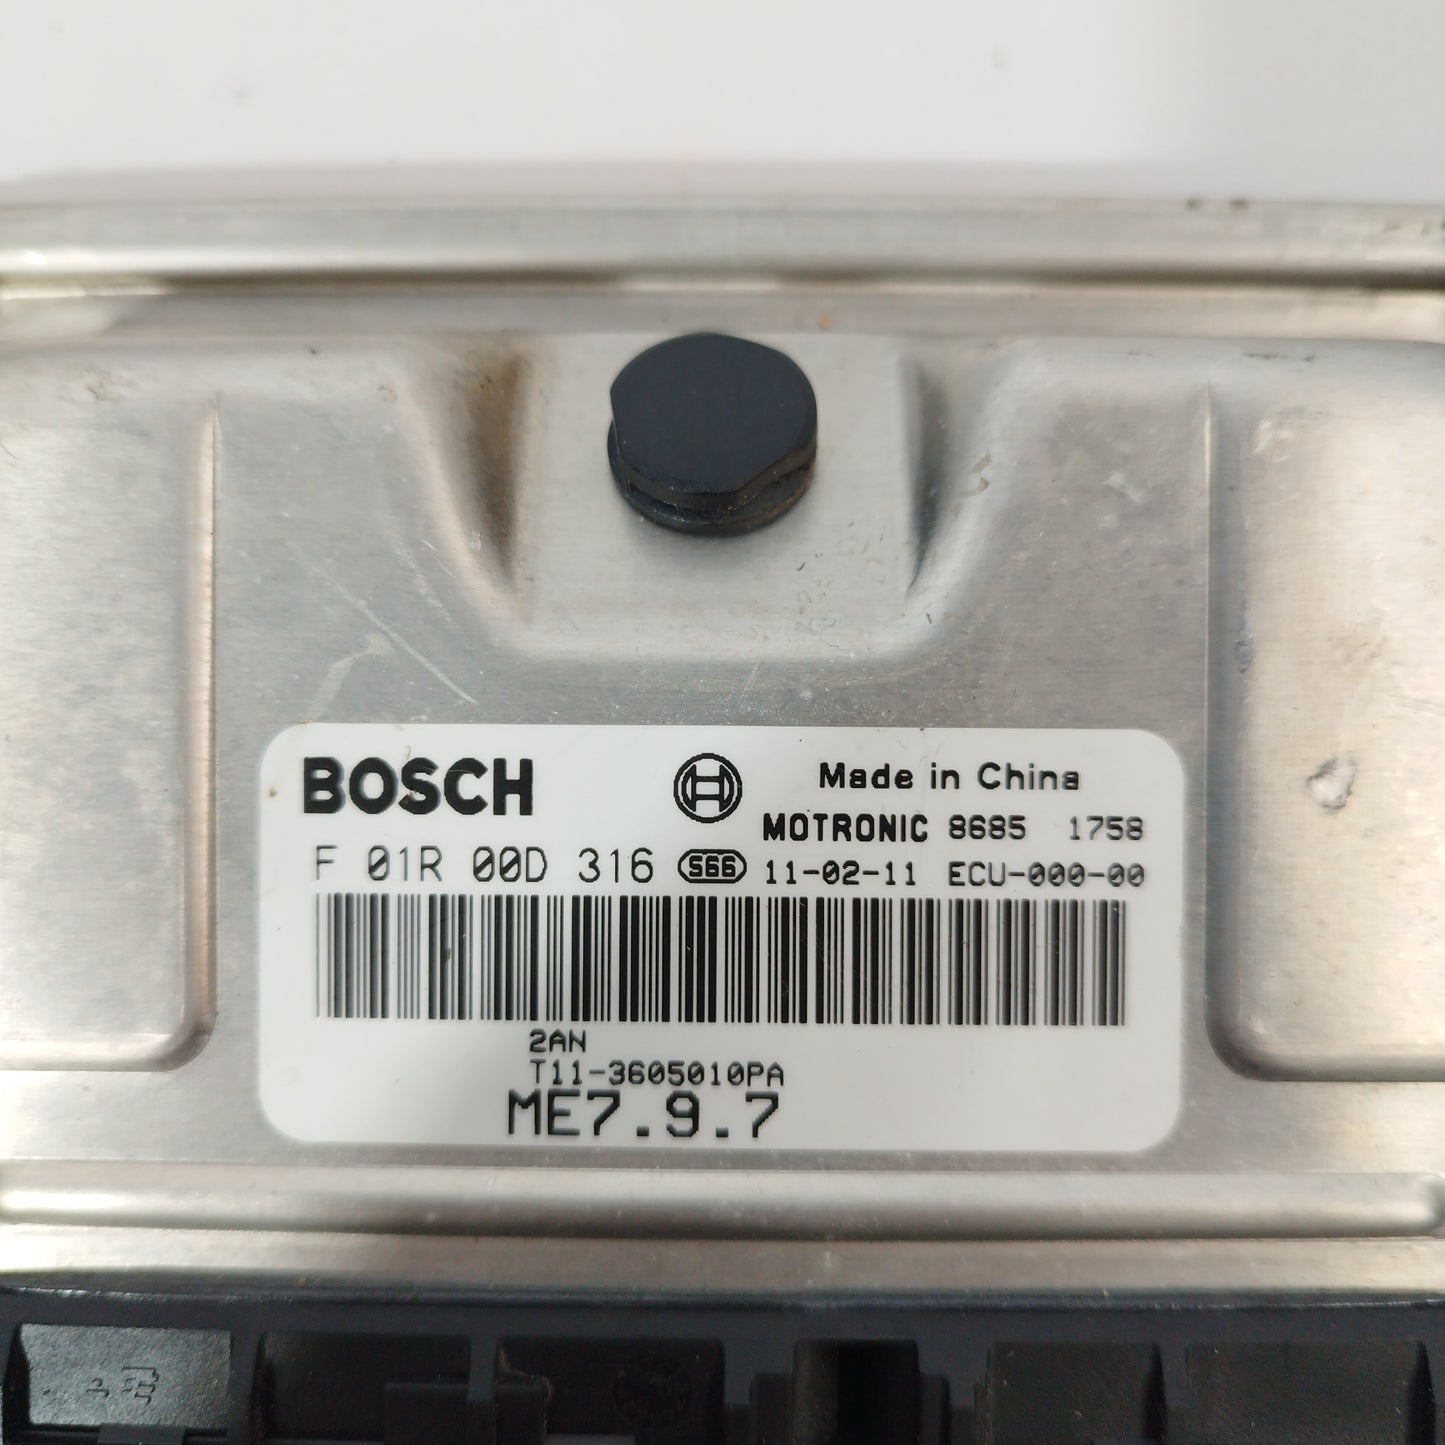 BOSCH
Made in China
MOTRONIC 8685 1758
F 01R 00D 316 S66 11-02-11 ECU-000-00
2AN
T11-3605010PA
ME7.9.7